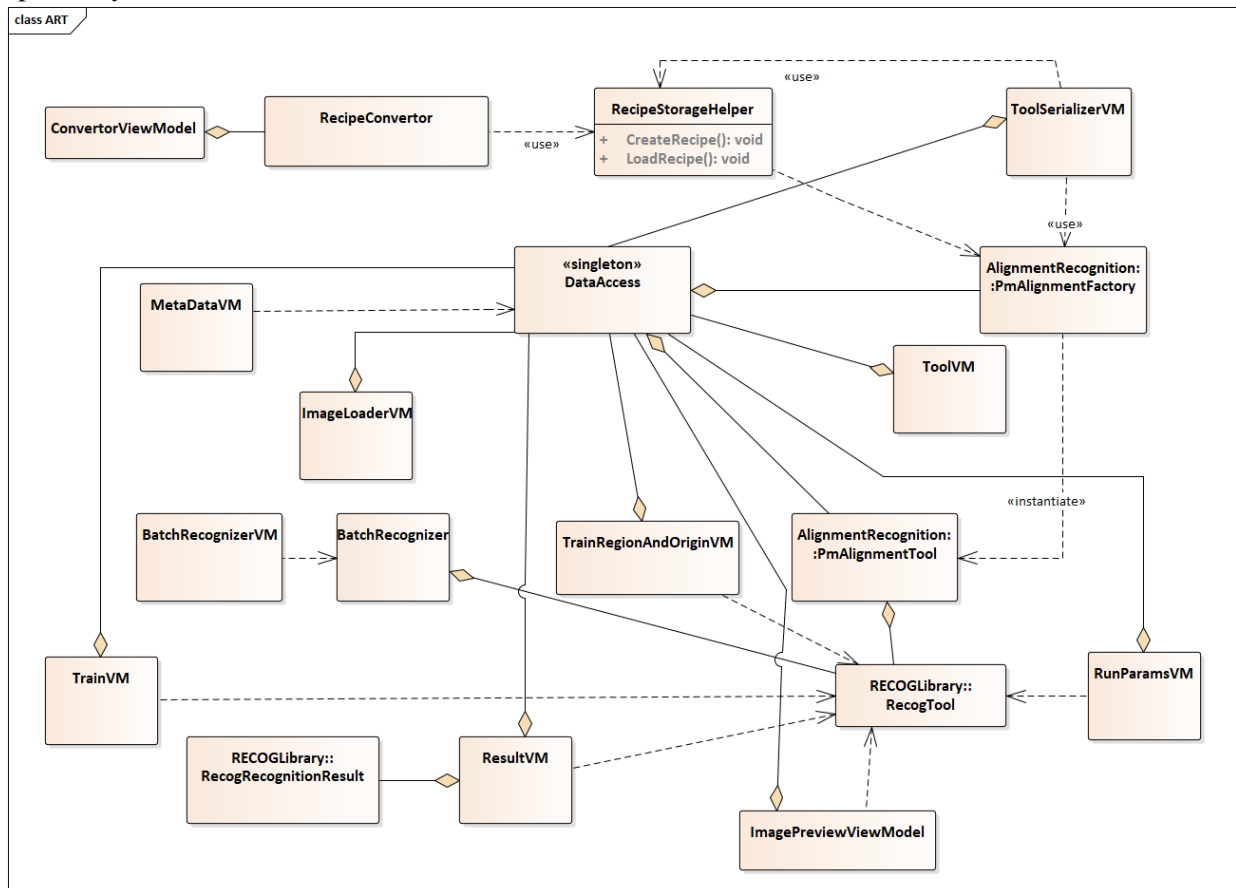 class ART
«use»
RecipeStorageHelper
+ CreateRecipe(): void
+ LoadRecipe(): void
ToolSerializerVM
ConvertorViewModel
RecipeConvertor
«use»
«use»
«singleton»
DataAccess
AlignmentRecognition:
:PmAlignmentFactory
MetaDataVM
ToolVM
ImageLoaderVM
«instantiate»
BatchRecognizerVM
BatchRecognizer
TrainRegionAndOriginVM
AlignmentRecognition:
:PmAlignmentTool
TrainVM
RECOGLibrary::
RecogTool
RunParamsVM
RECOGLibrary::
RecogRecognitionResult
ResultVM
ImagePreviewViewModel